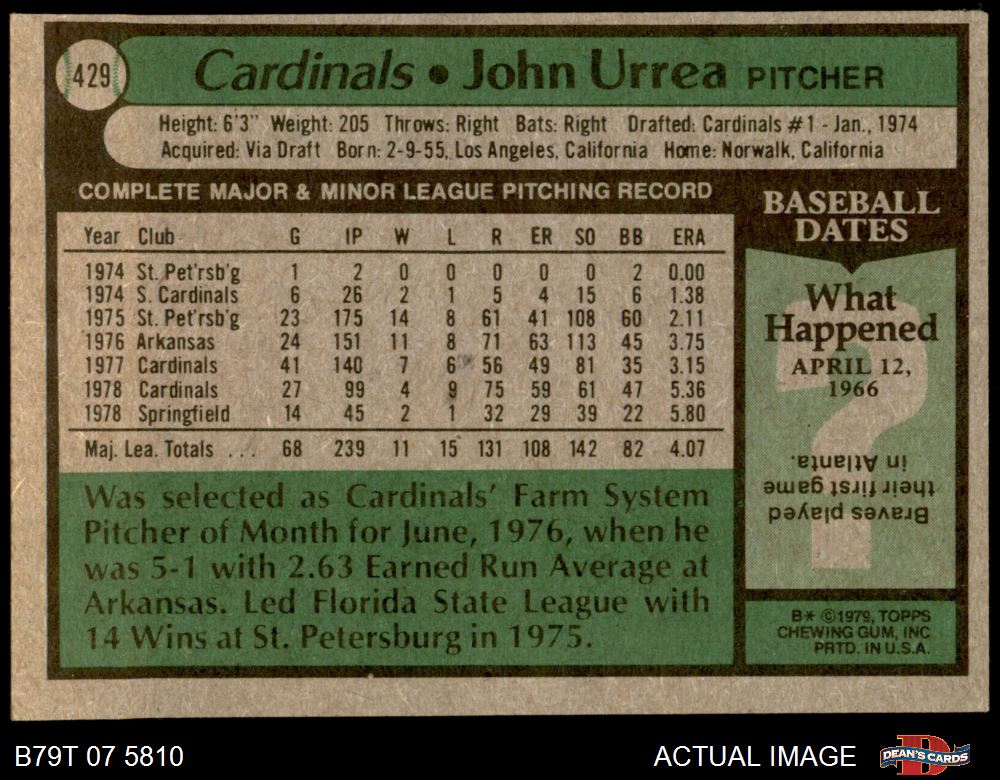 429
Cardinals • John Urrea PITCHER
Height: 6'3" Weight: 205 Throws: Right Bats: Right Drafted: Cardinals #1 - Jan., 1974
Acquired: Via Draft Born: 2-9-55, Los Angeles, California Home: Norwalk, California
COMPLETE MAJOR & MINOR LEAGUE PITCHING RECORD
Year Club G IP W L R ER SO BB ERA
1974 St. Pet'rsb'g 1 2 0 0 0 0 0 2 0.00
1974 S. Cardinals 6 26 2 1 5 4 15 6 1.38
1975 St. Pet'rsb'g 23 175 14 8 61 41 108 60 2.11
1976 Arkansas 24 151 11 8 71 63 113 45 3.75
1977 Cardinals 41 140 7 6 56 49 81 35 3.15
1978 Cardinals 27 99 4 9 75 59 61 47 5.36
1978 Springfield 14 45 2 1 32 29 39 22 5.80
Maj. Lea. Totals ... 68 239 11 15 131 108 142 82 4.07
Was selected as Cardinals' Farm System
Pitcher of Month for June, 1976, when he
was 5-1 with 2.63 Earned Run Average at
Arkansas. Led Florida State League with
14 Wins at St. Petersburg in 1975.
BASEBALL
DATES
What
Happened
APRIL 12,
1966
?
Braves played
their first game
in Atlanta.
B* ©1979, TOPPS
CHEWING GUM, INC
PRTD. IN U.S.A.
B79T 07 5810
ACTUAL IMAGE
D
DEAN'S CARDS